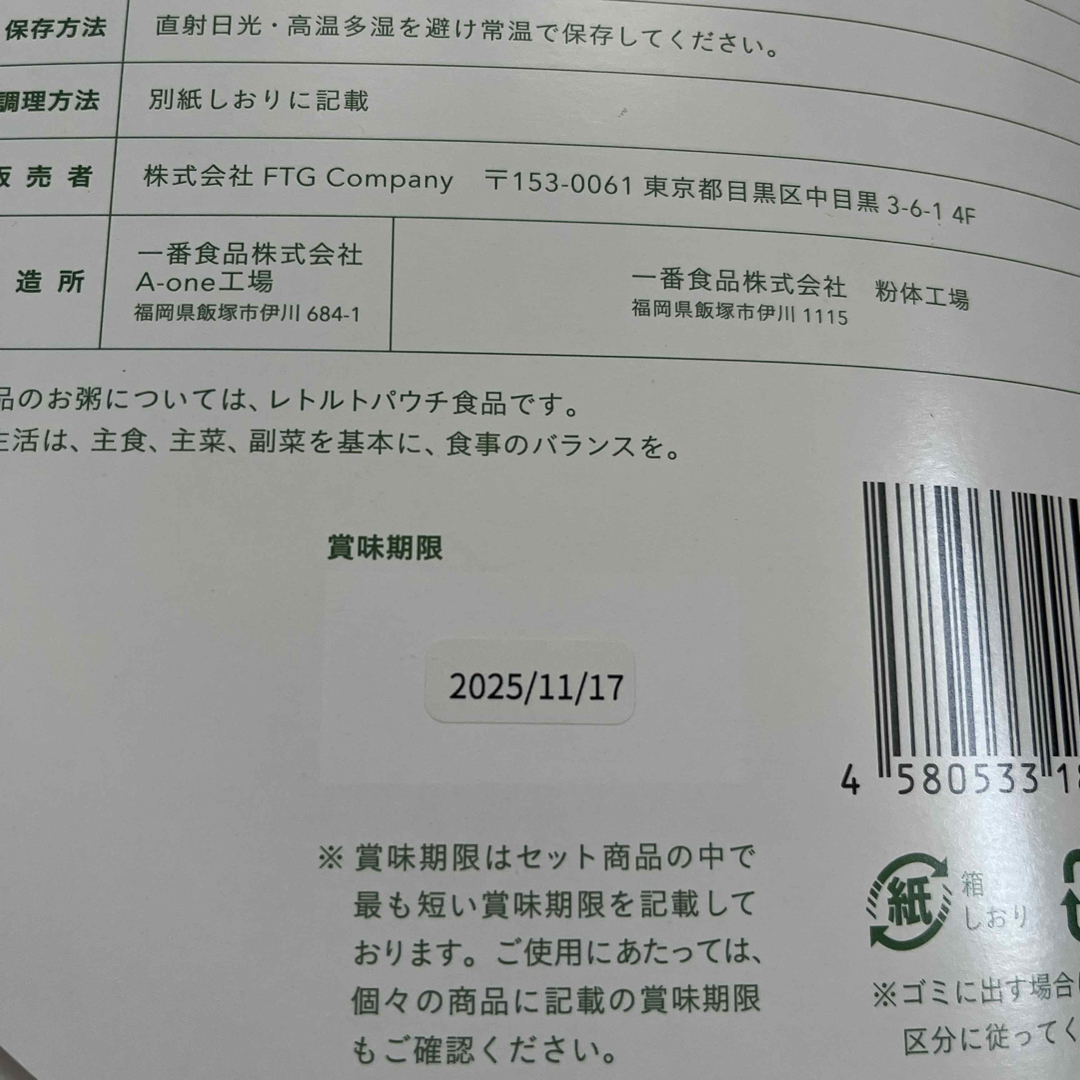 保存方法
直射日光・高温多湿を避け常温で保存してください。
調理方法
別紙しおりに記載
販売者
株式会社 FTG Company 〒153-0061 東京都目黒区中目黒 3-6-1 4F
造所
一番食品株式会社
A-one工場
福岡県飯塚市伊川 684-1
一番食品株式会社 粉体工場
福岡県飯塚市伊川 1115
品のお粥については、レトルトパウチ食品です。
生活は、主食、主菜、副菜を基本に、食事のバランスを。
賞味期限
2025/11/17
4 580533 18
※ 賞味期限はセット商品の中で
最も短い賞味期限を記載して
おります。ご使用にあたっては、
個々の商品に記載の賞味期限
もご確認ください。
紙
箱
しおり
※ゴミに出す場合
区分に従ってく